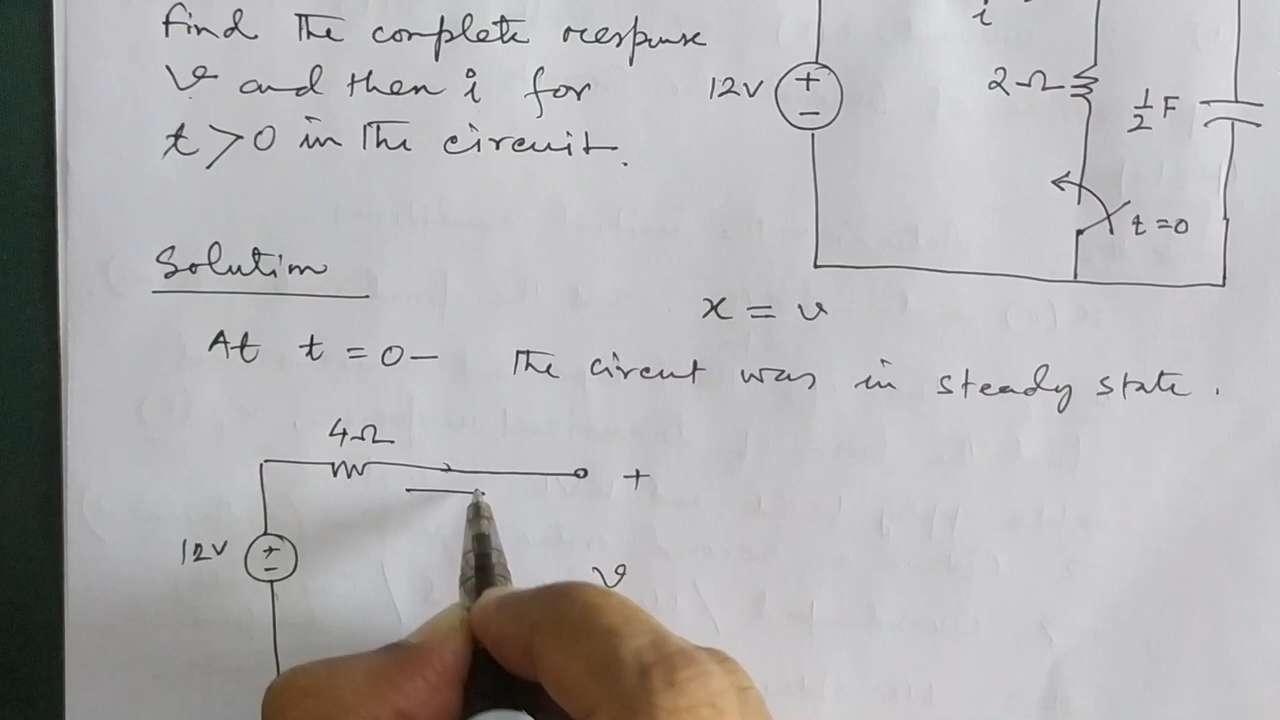 find the complete response
v and then i for
t > 0 in the circuit.
i
12V
+
−
2Ω
1/2 F
t=0
Solution
x = v
At t = 0− The circuit was in steady state.
4Ω
+
12V
+
−
v